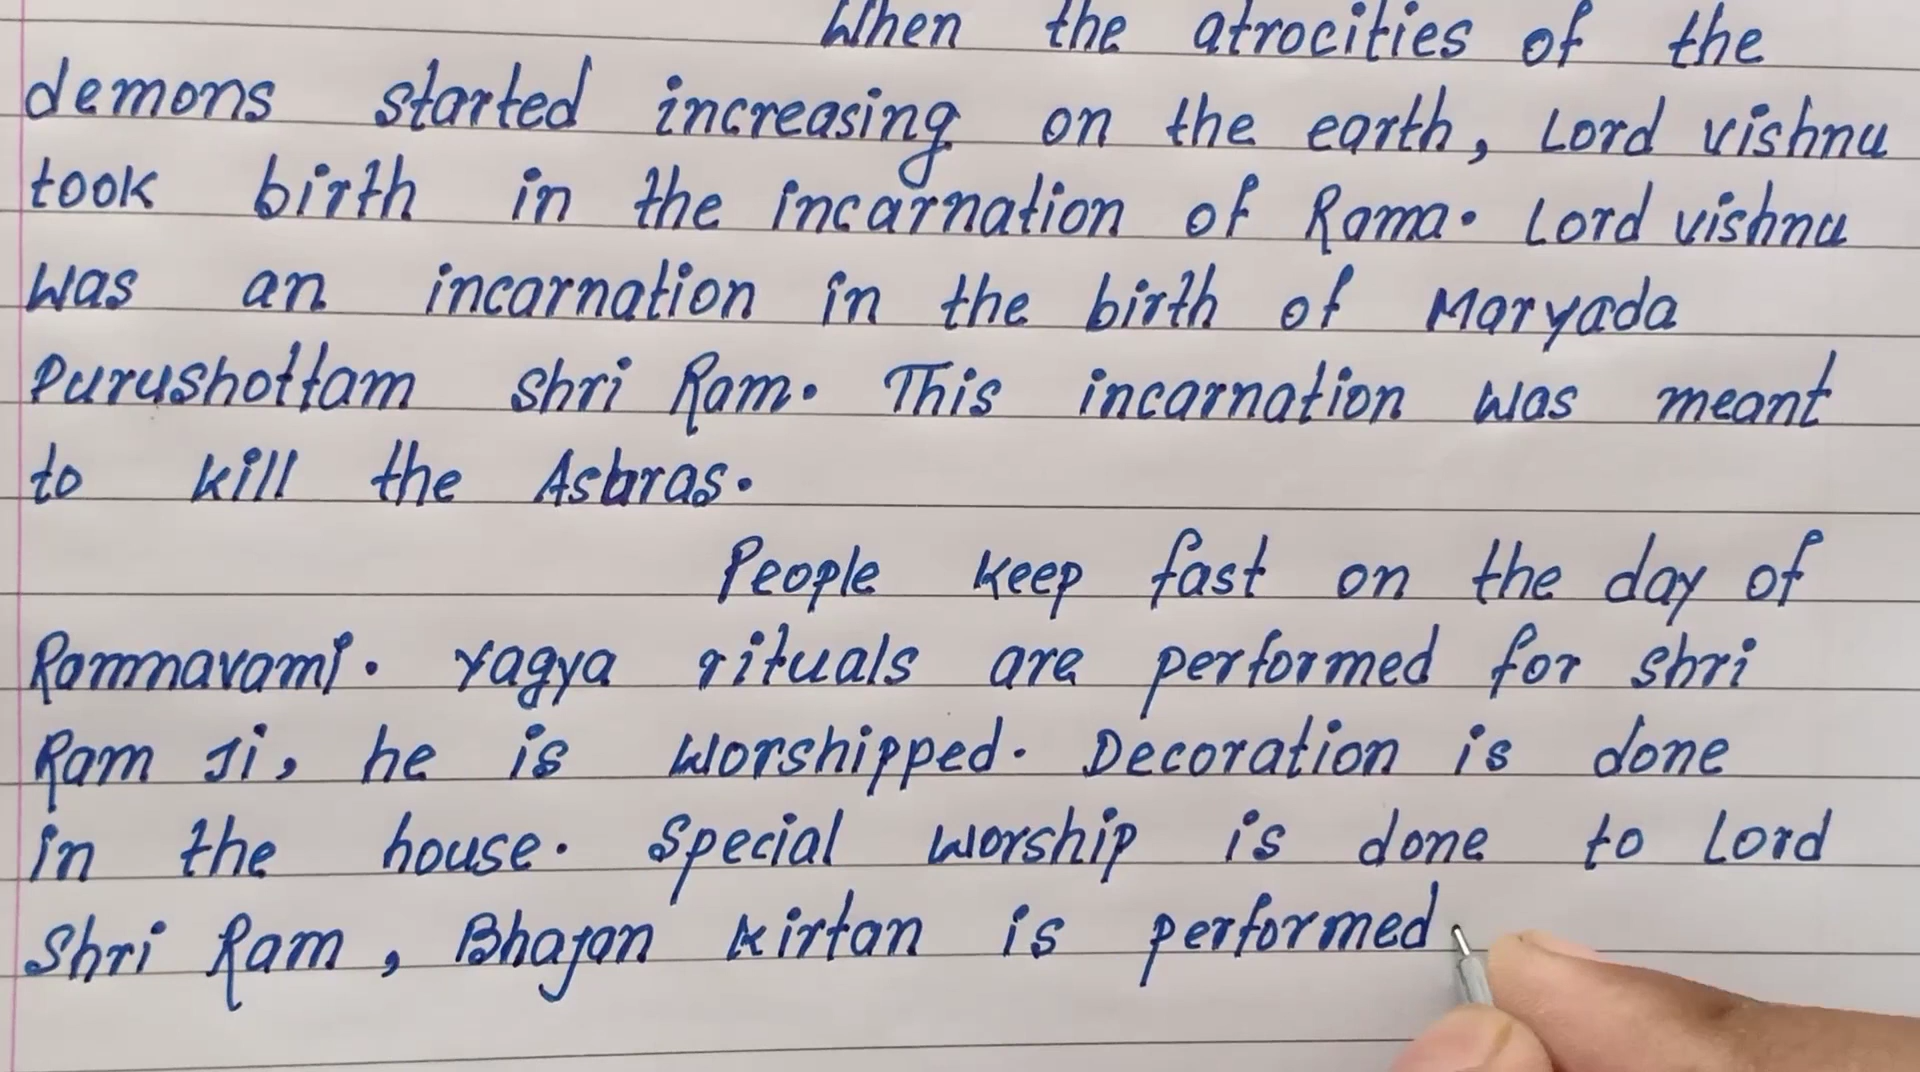 When the atrocities of the
demons started increasing on the earth, Lord vishnu
took birth in the incarnation of Rama. Lord vishnu
was an incarnation in the birth of Maryada
Purushottam shri Ram. This incarnation was meant
to kill the Asuras.
People keep fast on the day of
Ramnavami. Yagya rituals are performed for shri
Ram Ji, he is worshipped. Decoration is done
in the house. Special worship is done to Lord
Shri Ram, Bhajan kirtan is performed